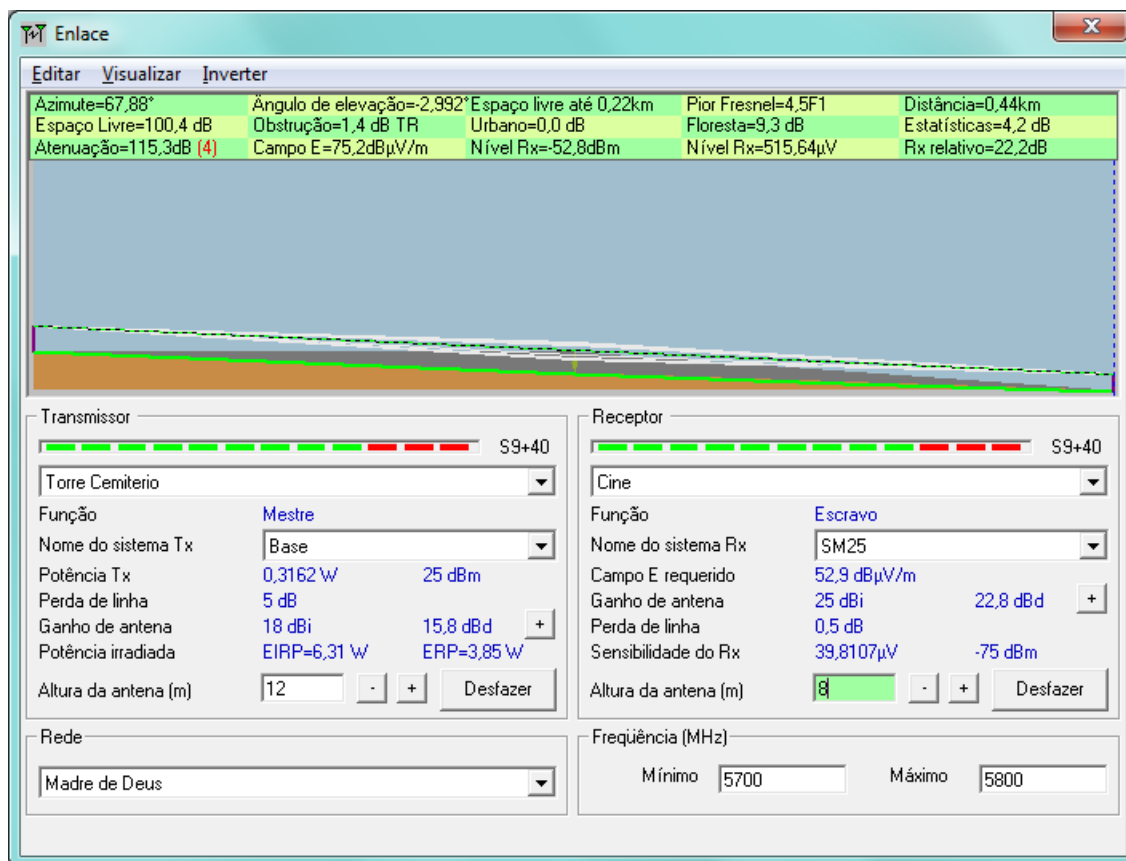 Enlace
Editar Visualizar Inverter
Azimute=67,88° Ângulo de elevação=-2,992° Espaço livre até 0,22km Pior Fresnel=4,5F1 Distância=0,44km
Espaço Livre=100,4 dB Obstrução=1,4 dB TR Urbano=0,0 dB Floresta=9,3 dB Estatísticas=4,2 dB
Atenuação=115,3dB (4) Campo E=75,2dBµV/m Nível Rx=-52,8dBm Nível Rx=515,64µV Rx relativo=22,2dB
Transmissor
S9+40
Torre Cemiterio
Função Mestre
Nome do sistema Tx Base
Potência Tx 0,3162 W 25 dBm
Perda de linha 5 dB
Ganho de antena 18 dBi 15,8 dBd +
Potência irradiada EIRP=6,31 W ERP=3,85 W
Altura da antena (m) 12 - + Desfazer
Receptor
S9+40
Cine
Função Escravo
Nome do sistema Rx SM25
Campo E requerido 52,9 dBµV/m
Ganho de antena 25 dBi 22,8 dBd +
Perda de linha 0,5 dB
Sensibilidade do Rx 39,8107µV -75 dBm
Altura da antena (m) 8 - + Desfazer
Rede
Madre de Deus
Freqüência (MHz)
Mínimo 5700 Máximo 5800